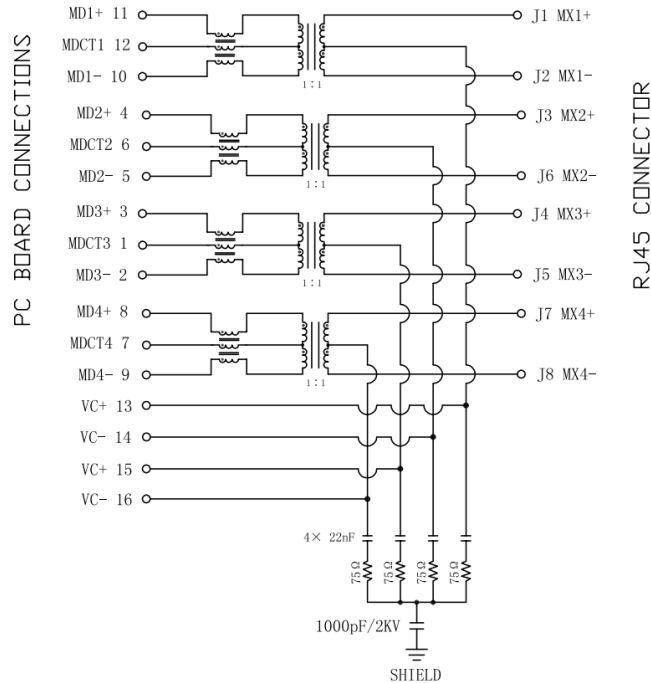 PC BOARD CONNECTIONS
RJ45 CONNECTOR
MD1+ 11
J1 MX1+
MDCT1 12
MD1- 10
J2 MX1-
1:1
MD2+ 4
J3 MX2+
MDCT2 6
MD2- 5
J6 MX2-
1:1
MD3+ 3
J4 MX3+
MDCT3 1
MD3- 2
J5 MX3-
1:1
MD4+ 8
J7 MX4+
MDCT4 7
MD4- 9
J8 MX4-
1:1
VC+ 13
VC- 14
VC+ 15
VC- 16
4× 22nF
75Ω 75Ω 75Ω 75Ω
1000pF/2KV
SHIELD